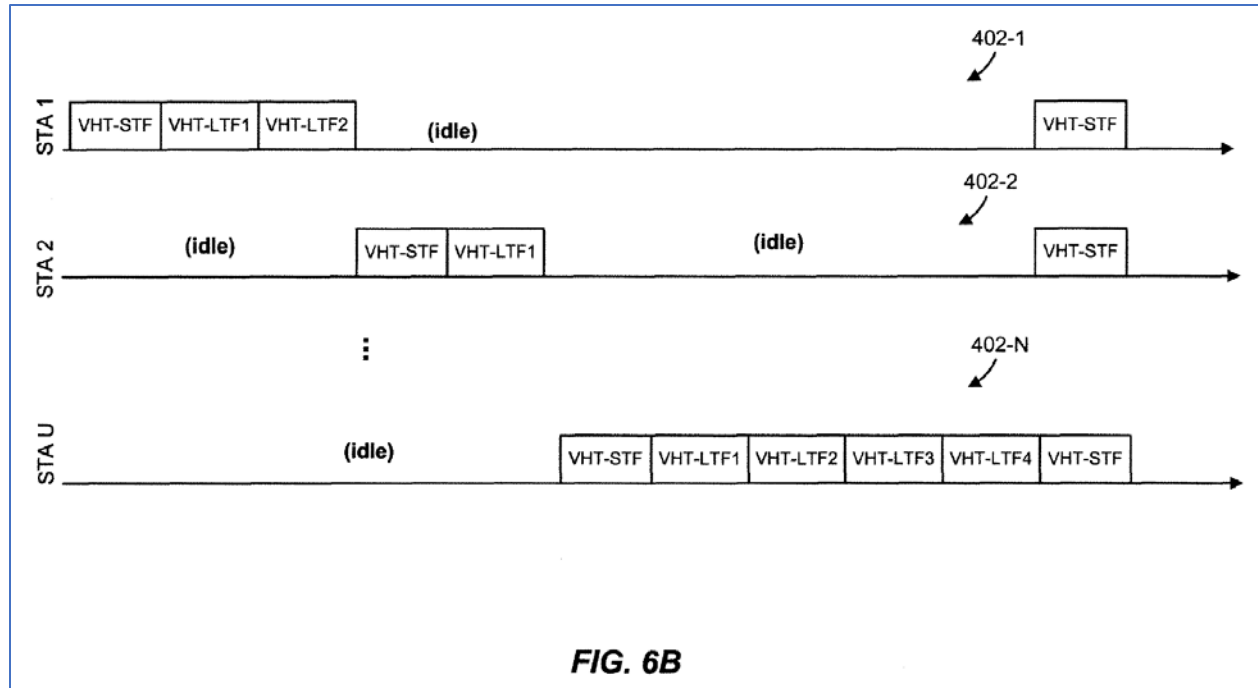 402-1
STA 1
VHT-STF VHT-LTF1 VHT-LTF2 (idle) VHT-STF
402-2
STA 2
(idle) VHT-STF VHT-LTF1 (idle) VHT-STF
402-N
STA U
(idle) VHT-STF VHT-LTF1 VHT-LTF2 VHT-LTF3 VHT-LTF4 VHT-STF
FIG. 6B